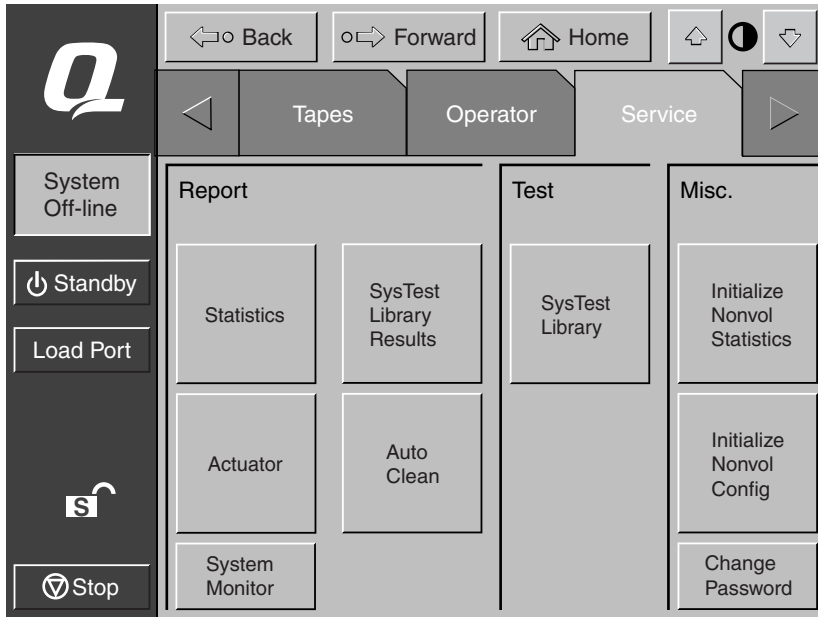 Q
Back
Forward
Home
Tapes
Operator
Service
System
Off-line
Standby
Load Port
S
Stop
Report
Statistics
SysTest
Library
Results
Actuator
Auto
Clean
System
Monitor
Test
SysTest
Library
Misc.
Initialize
Nonvol
Statistics
Initialize
Nonvol
Config
Change
Password